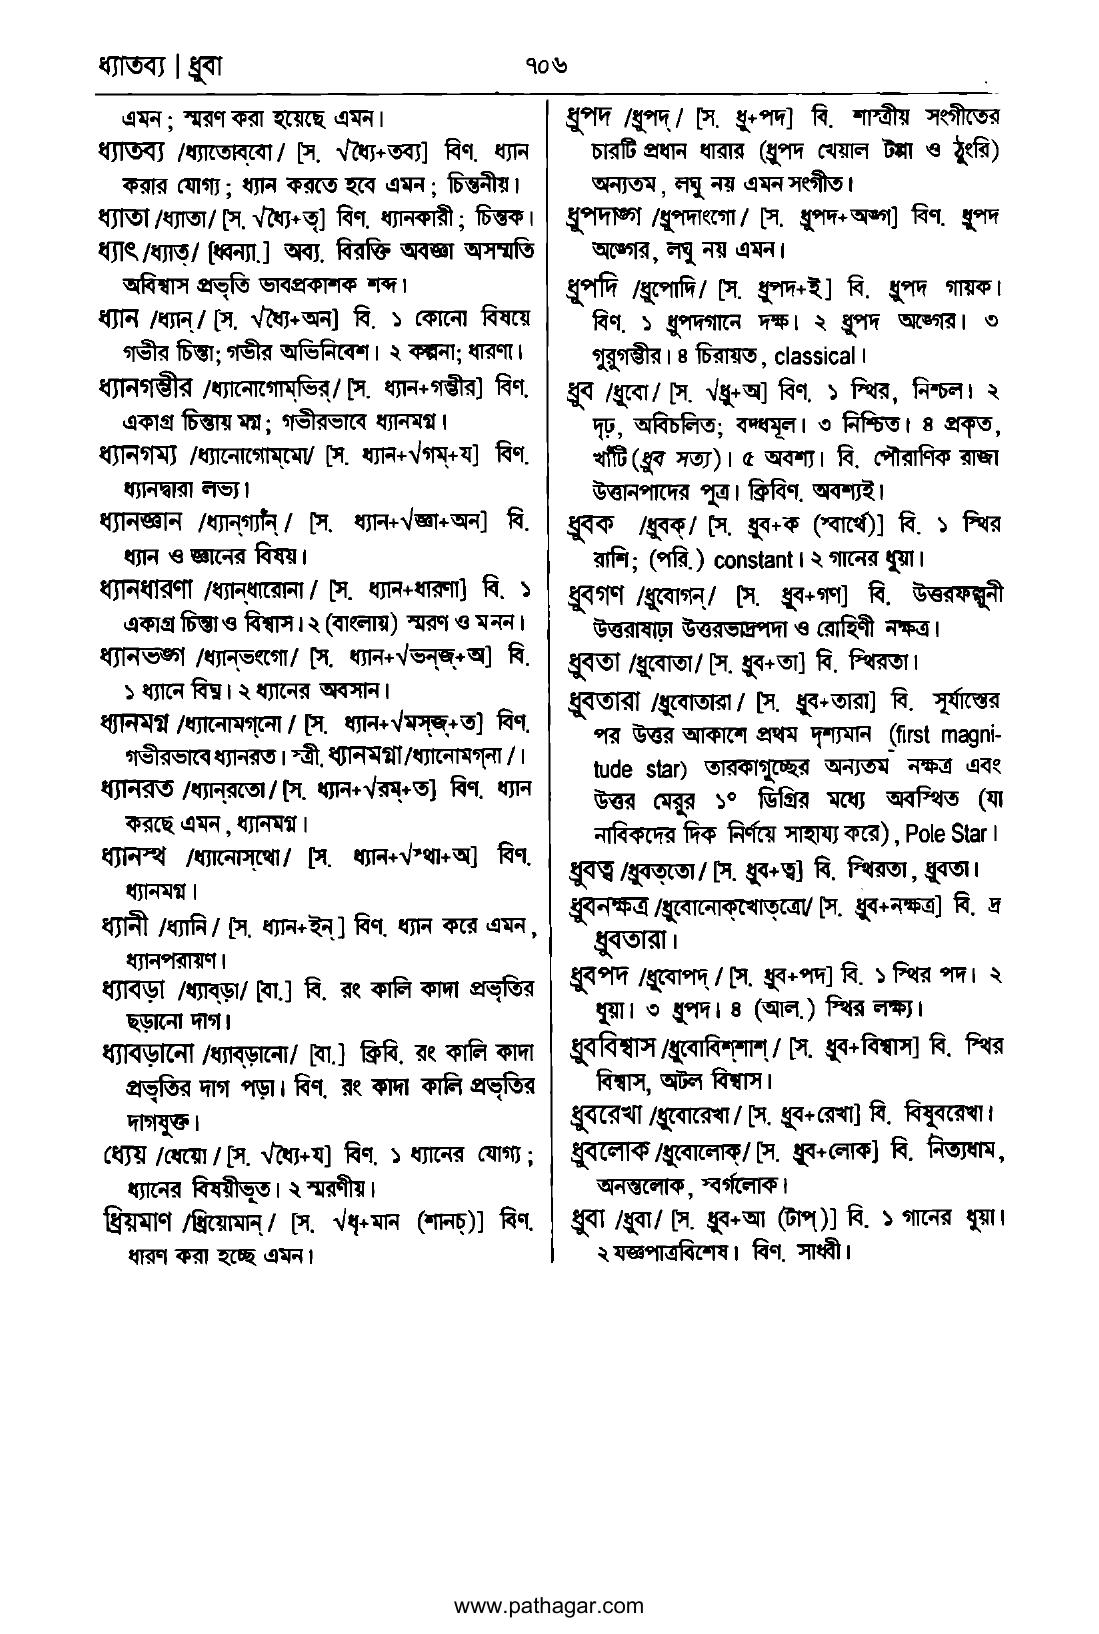 ধ্যাতব্য | ধ্রুবা
৭০৬
এমন ; স্মরণ করা হয়েছে এমন।
ধ্যাতব্য /ধ্যাতোব্‌বো/ [স. √ধ্যৈ+তব্য] বিণ. ধ্যান
করার যোগ্য ; ধ্যান করতে হবে এমন ; চিন্তনীয়।
ধ্যাতা /ধ্যাতা/ [স. √ধ্যৈ+তৃ] বিণ. ধ্যানকারী ; চিন্তক।
ধ্যাৎ /ধ্যাত্‌/ [ধ্বন্যা.] অব্য. বিরক্তি অবজ্ঞা অসম্মতি
অবিশ্বাস প্রভৃতি ভাবপ্রকাশক শব্দ।
ধ্যান /ধ্যান্‌/ [স. √ধ্যৈ+অন] বি. ১ কোনো বিষয়ে
গভীর চিন্তা; গভীর অভিনিবেশ। ২ কল্পনা; ধারণা।
ধ্যানগম্ভীর /ধ্যানোগোম্‌ভির্‌/ [স. ধ্যান+গম্ভীর] বিণ.
একাগ্র চিন্তায় মগ্ন ; গভীরভাবে ধ্যানমগ্ন।
ধ্যানগম্য /ধ্যানোগোম্‌মো/ [স. ধ্যান+√গম্‌+য] বিণ.
ধ্যানদ্বারা লভ্য।
ধ্যানজ্ঞান /ধ্যান্‌গ্যাঁন্‌/ [স. ধ্যান+√জ্ঞা+অন] বি.
ধ্যান ও জ্ঞানের বিষয়।
ধ্যানধারণা /ধ্যান্‌ধারোনা/ [স. ধ্যান+ধারণা] বি. ১
একাগ্র চিন্তা ও বিশ্বাস। ২ (বাংলায়) স্মরণ ও মনন।
ধ্যানভঙ্গ /ধ্যান্‌ভংগো/ [স. ধ্যান+√ভন্‌জ্‌+অ] বি.
১ ধ্যানে বিঘ্ন। ২ ধ্যানের অবসান।
ধ্যানমগ্ন /ধ্যানোমগ্‌নো/ [স. ধ্যান+√মস্‌জ্‌+ত] বিণ.
গভীরভাবে ধ্যানরত। স্ত্রী. ধ্যানমগ্না /ধ্যানোমগ্‌না/।
ধ্যানরত /ধ্যান্‌রতো/ [স. ধ্যান+√রম্‌+ত] বিণ. ধ্যান
করছে এমন , ধ্যানমগ্ন।
ধ্যানস্থ /ধ্যানোস্‌থো/ [স. ধ্যান+√স্থা+অ] বিণ.
ধ্যানমগ্ন।
ধ্যানী /ধ্যানি/ [স. ধ্যান+ইন্‌] বিণ. ধ্যান করে এমন ,
ধ্যানপরায়ণ।
ধ্যাবড়া /ধ্যাব্‌ড়া/ [বা.] বি. রং কালি কাদা প্রভৃতির
ছড়ানো দাগ।
ধ্যাবড়ানো /ধ্যাব্‌ড়ানো/ [বা.] ক্রিবি. রং কালি কাদা
প্রভৃতির দাগ পড়া। বিণ. রং কাদা কালি প্রভৃতির
দাগযুক্ত।
ধ্যেয় /ধেয়ো/ [স. √ধ্যৈ+য] বিণ. ১ ধ্যানের যোগ্য ;
ধ্যানের বিষয়ীভূত। ২ স্মরণীয়।
ধ্রিয়মাণ /ধ্রিয়োমান্‌/ [স. √ধৃ+মান (শানচ্‌)] বিণ.
ধারণ করা হচ্ছে এমন।
ধ্রুপদ /ধ্রুপদ্‌/ [স. ধ্রু+পদ] বি. শাস্ত্রীয় সংগীতের
চারটি প্রধান ধারার (ধ্রুপদ খেয়াল টপ্পা ও ঠুংরি)
অন্যতম , লঘু নয় এমন সংগীত।
ধ্রুপদাঙ্গ /ধ্রুপদাংগো/ [স. ধ্রুপদ+অঙ্গ] বিণ. ধ্রুপদ
অঙ্গের, লঘু নয় এমন।
ধ্রুপদি /ধ্রুপোদি/ [স. ধ্রুপদ+ই] বি. ধ্রুপদ গায়ক।
বিণ. ১ ধ্রুপদগানে দক্ষ। ২ ধ্রুপদ অঙ্গের। ৩
গুরুগম্ভীর। ৪ চিরায়ত , classical।
ধ্রুব /ধ্রুবো/ [স. √ধ্রু+অ] বিণ. ১ স্থির, নিশ্চল। ২
দৃঢ়, অবিচলিত; বদ্ধমূল। ৩ নিশ্চিত। ৪ প্রকৃত,
খাঁটি (ধ্রুব সত্য)। ৫ অবশ্য। বি. পৌরাণিক রাজা
উত্তানপাদের পুত্র। ক্রিবিণ. অবশ্যই।
ধ্রুবক /ধ্রুবক্‌/ [স. ধ্রুব+ক (স্বার্থে)] বি. ১ স্থির
রাশি; (পরি.) constant। ২ গানের ধুয়া।
ধ্রুবগণ /ধ্রুবোগন্‌/ [স. ধ্রুব+গণ] বি. উত্তরফল্গুনী
উত্তরাষাঢ়া উত্তরভাদ্রপদা ও রোহিণী নক্ষত্র।
ধ্রুবতা /ধ্রুবোতা/ [স. ধ্রুব+তা] বি. স্থিরতা।
ধ্রুবতারা /ধ্রুবোতারা/ [স. ধ্রুব+তারা] বি. সূর্যাস্তের
পর উত্তর আকাশে প্রথম দৃশ্যমান (first magni-
tude star) তারকাগুচ্ছের অন্যতম নক্ষত্র এবং
উত্তর মেরুর ১° ডিগ্রির মধ্যে অবস্থিত (যা
নাবিকদের দিক নির্ণয়ে সাহায্য করে) , Pole Star।
ধ্রুবত্ব /ধ্রুবত্‌তো/ [স. ধ্রুব+ত্ব] বি. স্থিরতা , ধ্রুবতা।
ধ্রুবনক্ষত্র /ধ্রুবোনোক্‌খোত্‌ত্রো/ [স. ধ্রুব+নক্ষত্র] বি. দ্র
ধ্রুবতারা।
ধ্রুবপদ /ধ্রুবোপদ্‌/ [স. ধ্রুব+পদ] বি. ১ স্থির পদ। ২
ধুয়া। ৩ ধ্রুপদ। ৪ (আল.) স্থির লক্ষ্য।
ধ্রুববিশ্বাস /ধ্রুবোবিশ্‌শাশ্‌/ [স. ধ্রুব+বিশ্বাস] বি. স্থির
বিশ্বাস, অটল বিশ্বাস।
ধ্রুবরেখা /ধ্রুবোরেখা/ [স. ধ্রুব+রেখা] বি. বিষুবরেখা।
ধ্রুবলোক /ধ্রুবোলোক্‌/ [স. ধ্রুব+লোক] বি. নিত্যধাম,
অনন্তলোক , স্বর্গলোক।
ধ্রুবা /ধ্রুবা/ [স. ধ্রুব+আ (টাপ্‌)] বি. ১ গানের ধুয়া।
২ যজ্ঞপাত্রবিশেষ। বিণ. সাধ্বী।
www.pathagar.com